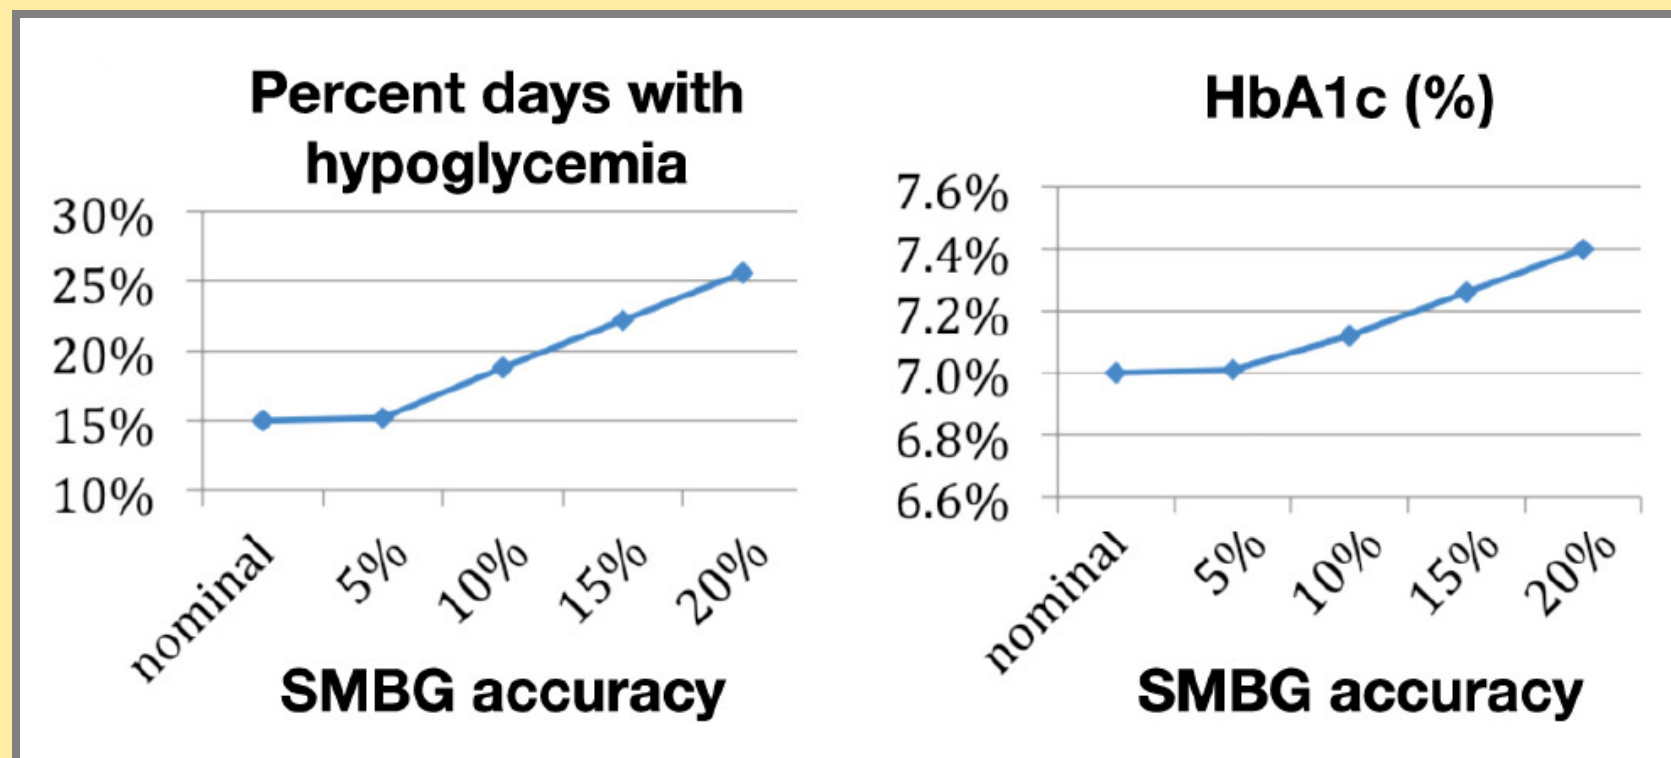 Percent days with
hypoglycemia
30%
25%
20%
15%
10%
nominal
5%
10%
15%
20%
SMBG accuracy
HbA1c (%)
7.6%
7.4%
7.2%
7.0%
6.8%
6.6%
nominal
5%
10%
15%
20%
SMBG accuracy